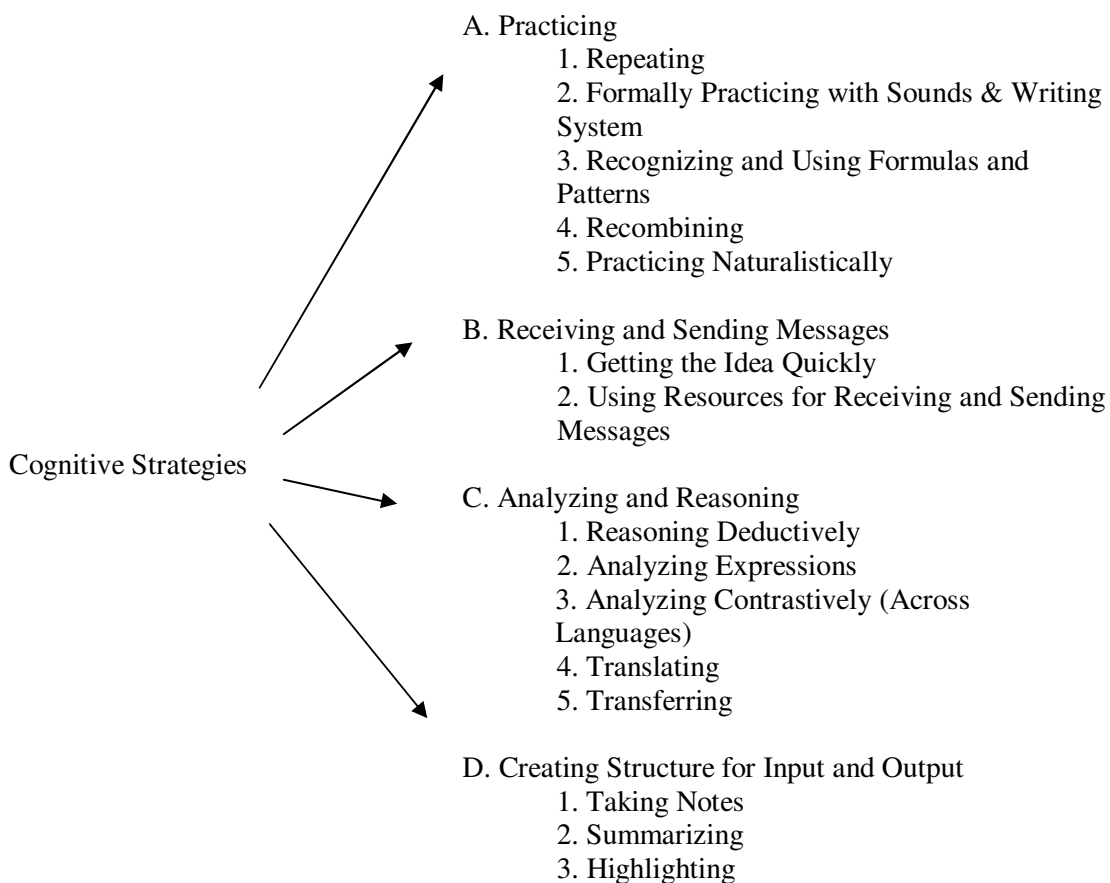 A. Practicing
1. Repeating
2. Formally Practicing with Sounds & Writing
System
3. Recognizing and Using Formulas and
Patterns
4. Recombining
5. Practicing Naturalistically
B. Receiving and Sending Messages
1. Getting the Idea Quickly
2. Using Resources for Receiving and Sending
Messages
Cognitive Strategies
C. Analyzing and Reasoning
1. Reasoning Deductively
2. Analyzing Expressions
3. Analyzing Contrastively (Across
Languages)
4. Translating
5. Transferring
D. Creating Structure for Input and Output
1. Taking Notes
2. Summarizing
3. Highlighting